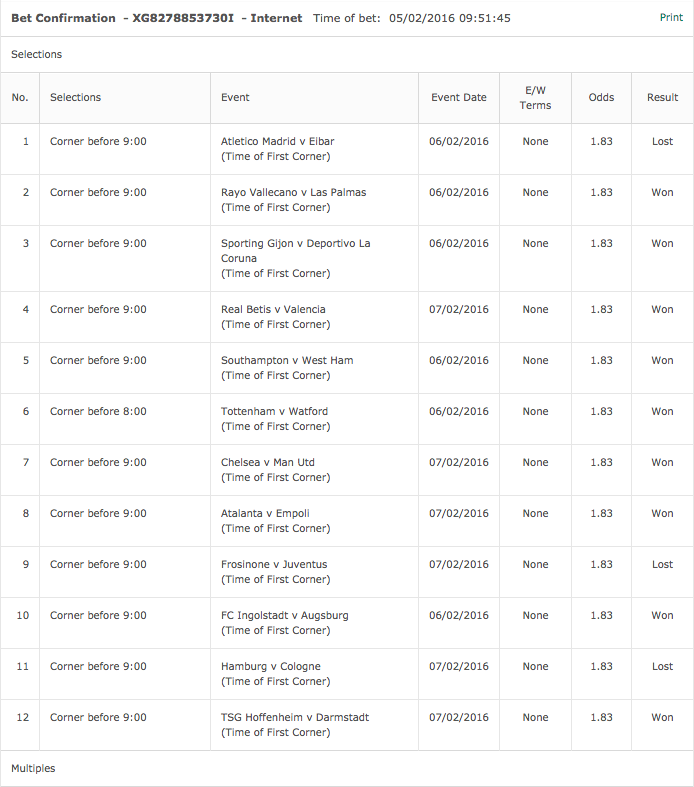 Bet Confirmation - XG8278853730I - Internet Time of bet: 05/02/2016 09:51:45 Print
Selections
No. Selections Event Event Date E/W Terms Odds Result
1 Corner before 9:00 Atletico Madrid v Eibar 06/02/2016 None 1.83 Lost
(Time of First Corner)
2 Corner before 9:00 Rayo Vallecano v Las Palmas 06/02/2016 None 1.83 Won
(Time of First Corner)
3 Corner before 9:00 Sporting Gijon v Deportivo La 06/02/2016 None 1.83 Won
Coruna
(Time of First Corner)
4 Corner before 9:00 Real Betis v Valencia 07/02/2016 None 1.83 Won
(Time of First Corner)
5 Corner before 9:00 Southampton v West Ham 06/02/2016 None 1.83 Won
(Time of First Corner)
6 Corner before 8:00 Tottenham v Watford 06/02/2016 None 1.83 Won
(Time of First Corner)
7 Corner before 9:00 Chelsea v Man Utd 07/02/2016 None 1.83 Won
(Time of First Corner)
8 Corner before 9:00 Atalanta v Empoli 07/02/2016 None 1.83 Won
(Time of First Corner)
9 Corner before 9:00 Frosinone v Juventus 07/02/2016 None 1.83 Lost
(Time of First Corner)
10 Corner before 9:00 FC Ingolstadt v Augsburg 06/02/2016 None 1.83 Won
(Time of First Corner)
11 Corner before 9:00 Hamburg v Cologne 07/02/2016 None 1.83 Lost
(Time of First Corner)
12 Corner before 9:00 TSG Hoffenheim v Darmstadt 07/02/2016 None 1.83 Won
(Time of First Corner)
Multiples